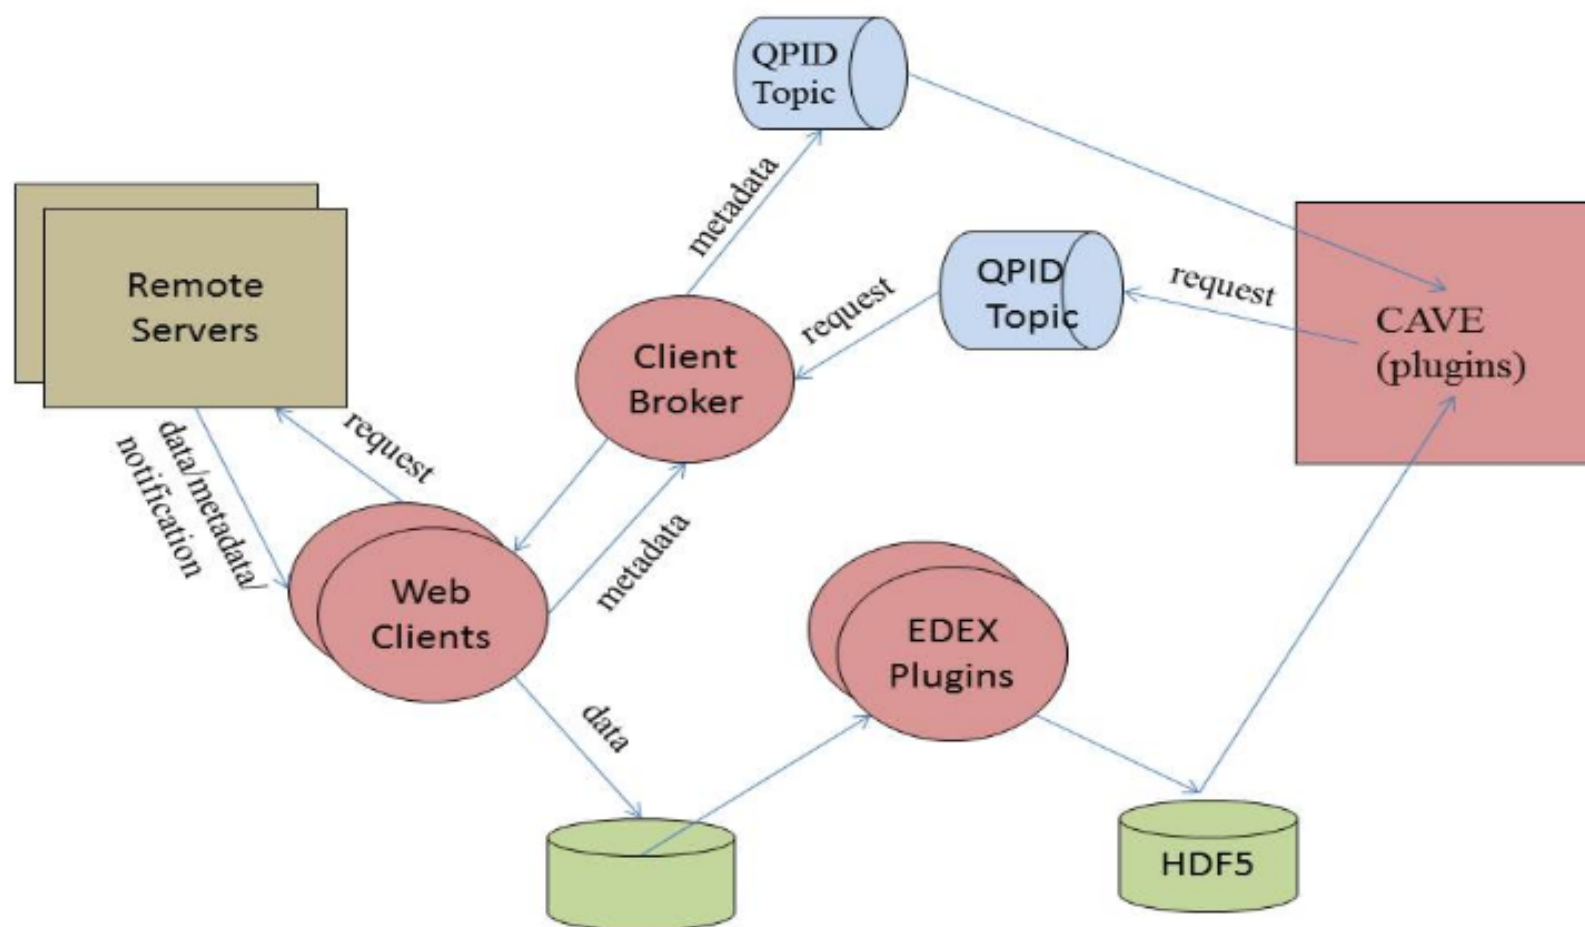 QPID
Topic
metadata
Remote
Servers
QPID
Topic
request
request
CAVE
(plugins)
Client
Broker
request
data/metadata/
notification
metadata
Web
Clients
EDEX
Plugins
data
HDF5